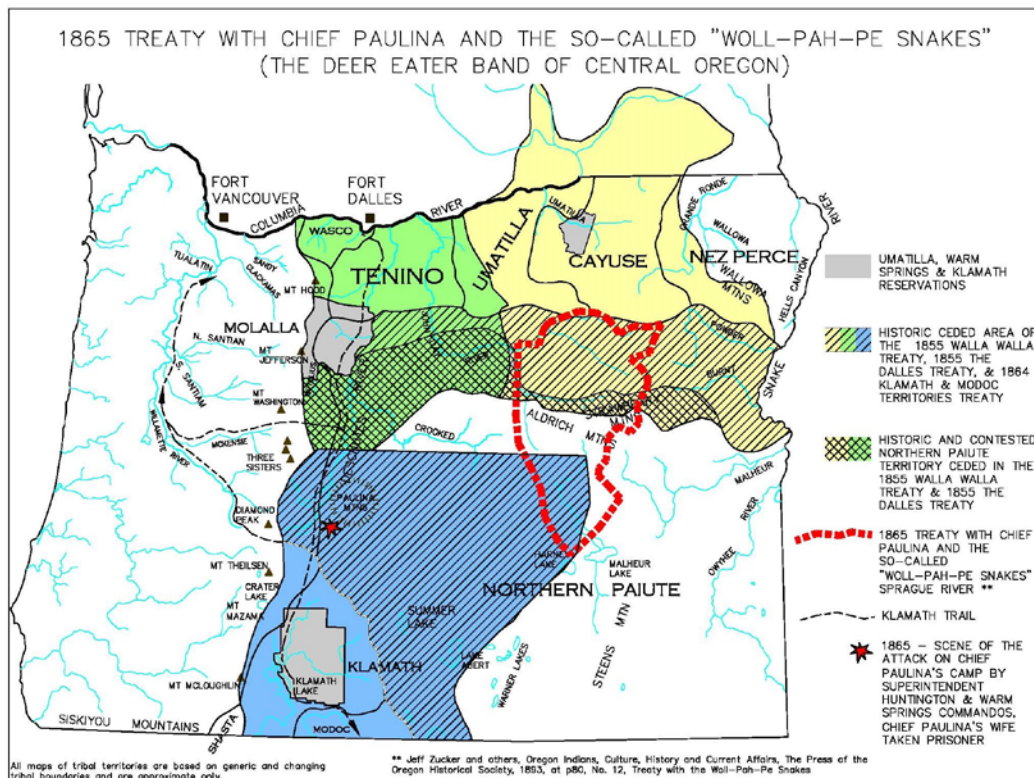 1865 TREATY WITH CHIEF PAULINA AND THE SO-CALLED "WOLL-PAH-PE SNAKES"
(THE DEER EATER BAND OF CENTRAL OREGON)
FORT
VANCOUVER
FORT
DALLES
COLUMBIA
RIVER
WASCO
TENINO
UMATILLA
UMATILLA
CAYUSE
NEZ PERCE
GRANDE RONDE
WALLOWA
WALLOWA
MTNS
HELLS CANYON
RIVER
SNAKE
TUALATIN
SANDY
CLACKAMAS
MT HOOD
MOLALLA
N. SANTIAN
MT
JEFFERSON
S. SANTIAM
MT
WASHINGTON
MCKENSIE
WILLAMETTE
RIVER
THREE
SISTERS
RIVER
POWDER
BURNT
ALDRICH
MTN
MTNS
CROOKED
MALHEUR
RIVER
OWYHEE
PAULINA
MTNS
DIAMOND
PEAK
MT THEILSEN
CRATER
LAKE
MT
MAZAMA
HARNEY
LAKE
MALHEUR
LAKE
NORTHERN PAIUTE
SUMMER
LAKE
STEENS
MTN
KLAMATH
LAKE
ABERT
WARNER LAKES
MT MCLOUGHLIN
KLAMATH
LAKE
MODOC
SISKIYOU MOUNTAINS
SHASTA
UMATILLA, WARM
SPRINGS & KLAMATH
RESERVATIONS
HISTORIC CEDED AREA OF
THE 1855 WALLA WALLA
TREATY, 1855 THE
DALLES TREATY, & 1864
KLAMATH & MODOC
TERRITORIES TREATY
HISTORIC AND CONTESTED
NORTHERN PAIUTE
TERRITORY CEDED IN THE
1855 WALLA WALLA
TREATY & 1855 THE
DALLES TREATY
1865 TREATY WITH CHIEF
PAULINA AND THE
SO-CALLED
"WOLL-PAH-PE SNAKES"
SPRAGUE RIVER **
KLAMATH TRAIL
1865 - SCENE OF THE
ATTACK ON CHIEF
PAULINA'S CAMP BY
SUPERINTENDENT
HUNTINGTON & WARM
SPRINGS COMMANDOS.
CHIEF PAULINA'S WIFE
TAKEN PRISONER
All maps of tribal territories are based on generic and changing
tribal boundaries and are approximate only.
** Jeff Zucker and others, Oregon Indians, Culture, History and Current Affairs, The Press of
the Oregon Historical Society, 1893, at p80, No. 12, Treaty with the Woll-Pah-Pe Snakes